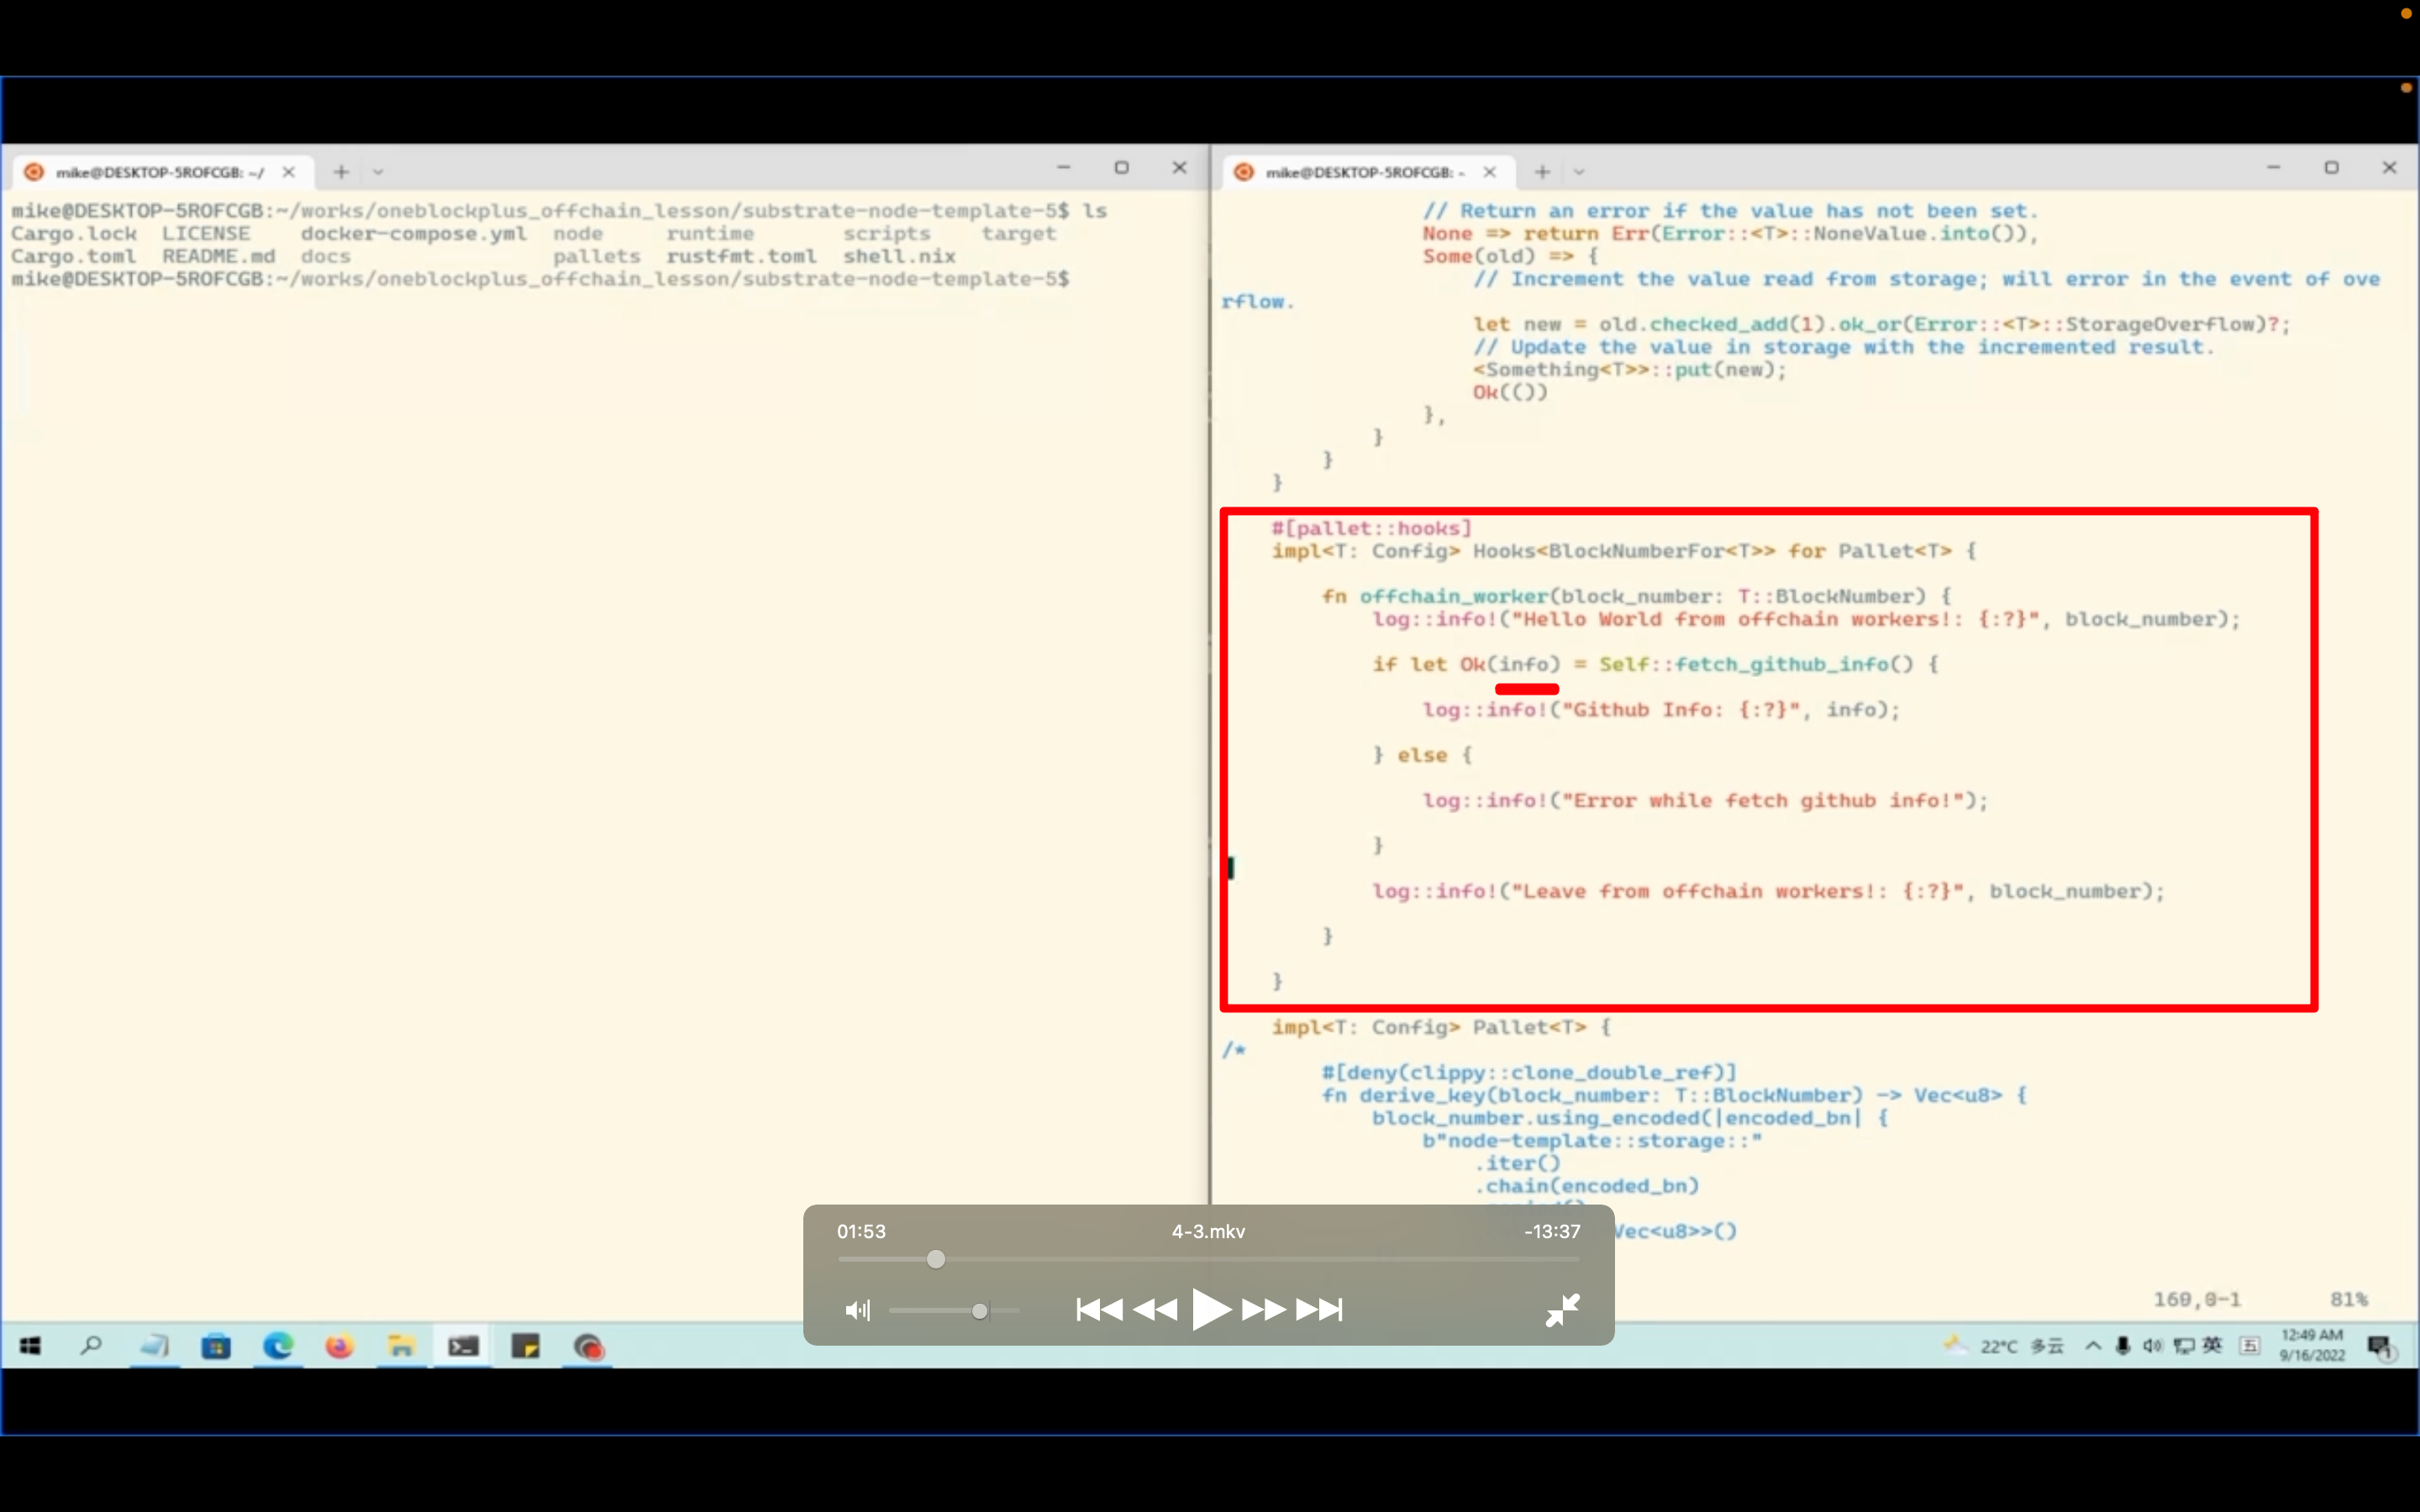 mike@DESKTOP-5ROFCGB: ~/
mike@DESKTOP-5ROFCGB:~/works/oneblockplus_offchain_lesson/substrate-node-template-5$ ls
Cargo.lock  LICENSE    docker-compose.yml  node     runtime       scripts    target
Cargo.toml  README.md  docs                pallets  rustfmt.toml  shell.nix
mike@DESKTOP-5ROFCGB:~/works/oneblockplus_offchain_lesson/substrate-node-template-5$
mike@DESKTOP-5ROFCGB: ~
// Return an error if the value has not been set.
None => return Err(Error::<T>::NoneValue.into()),
Some(old) => {
// Increment the value read from storage; will error in the event of ove
rflow.
let new = old.checked_add(1).ok_or(Error::<T>::StorageOverflow)?;
// Update the value in storage with the incremented result.
<Something<T>>::put(new);
Ok(())
},
}
}
}
#[pallet::hooks]
impl<T: Config> Hooks<BlockNumberFor<T>> for Pallet<T> {
fn offchain_worker(block_number: T::BlockNumber) {
log::info!("Hello World from offchain workers!: {:?}", block_number);
if let Ok(info) = Self::fetch_github_info() {
log::info!("Github Info: {:?}", info);
} else {
log::info!("Error while fetch github info!");
}
log::info!("Leave from offchain workers!: {:?}", block_number);
}
}
impl<T: Config> Pallet<T> {
/*
#[deny(clippy::clone_double_ref)]
fn derive_key(block_number: T::BlockNumber) -> Vec<u8> {
block_number.using_encoded(|encoded_bn| {
b"node-template::storage::"
.iter()
.chain(encoded_bn)
Vec<u8>>()
01:53
4-3.mkv
-13:37
81%
22°C 多云
英
五
12:49 AM
9/16/2022
1